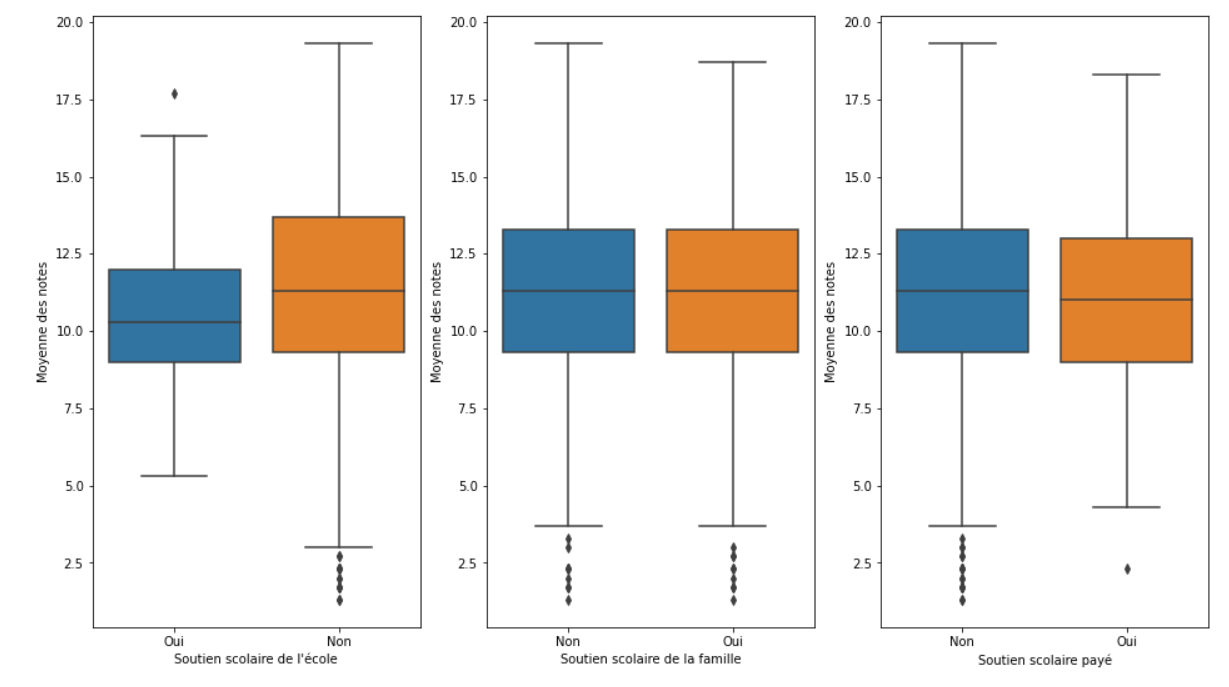 20.0
17.5
15.0
12.5
10.0
7.5
5.0
2.5
Moyenne des notes
Oui Non
Soutien scolaire de l'école
20.0
17.5
15.0
12.5
10.0
7.5
5.0
2.5
Moyenne des notes
Non Oui
Soutien scolaire de la famille
20.0
17.5
15.0
12.5
10.0
7.5
5.0
2.5
Moyenne des notes
Non Oui
Soutien scolaire payé